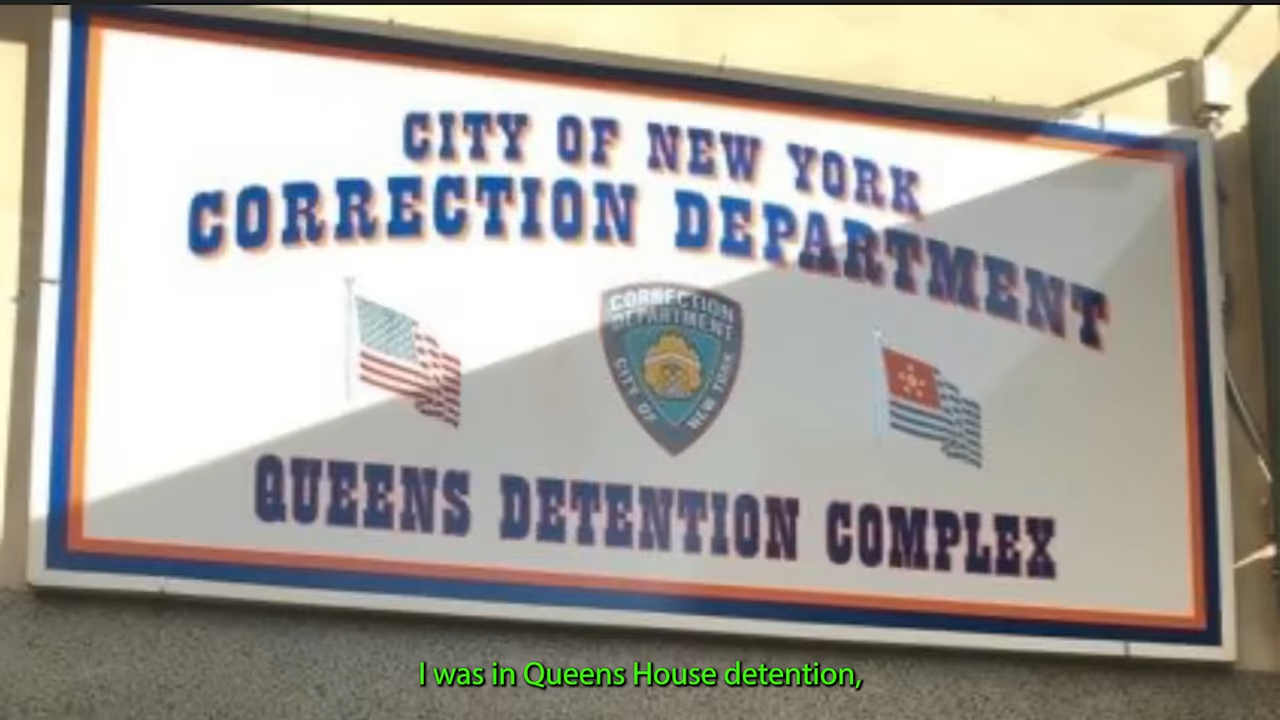 CITY OF NEW YORK
CORRECTION DEPARTMENT
CORRECTION
DEPARTMENT
CITY OF
NEW YORK
QUEENS DETENTION COMPLEX
I was in Queens House detention,